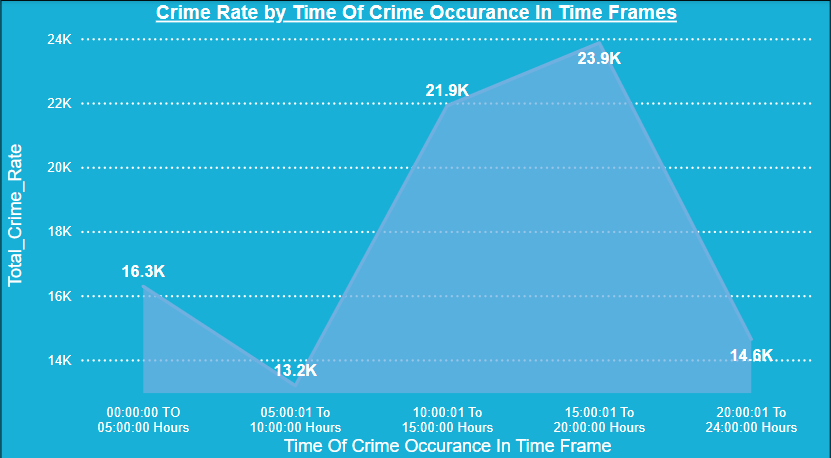 Crime Rate by Time Of Crime Occurance In Time Frames
24K
22K
20K
18K
16K
14K
Total_Crime_Rate
16.3K
13.2K
21.9K
23.9K
14.6K
00:00:00 TO
05:00:00 Hours
05:00:01 To
10:00:00 Hours
10:00:01 To
15:00:00 Hours
15:00:01 To
20:00:00 Hours
20:00:01 To
24:00:00 Hours
Time Of Crime Occurance In Time Frame